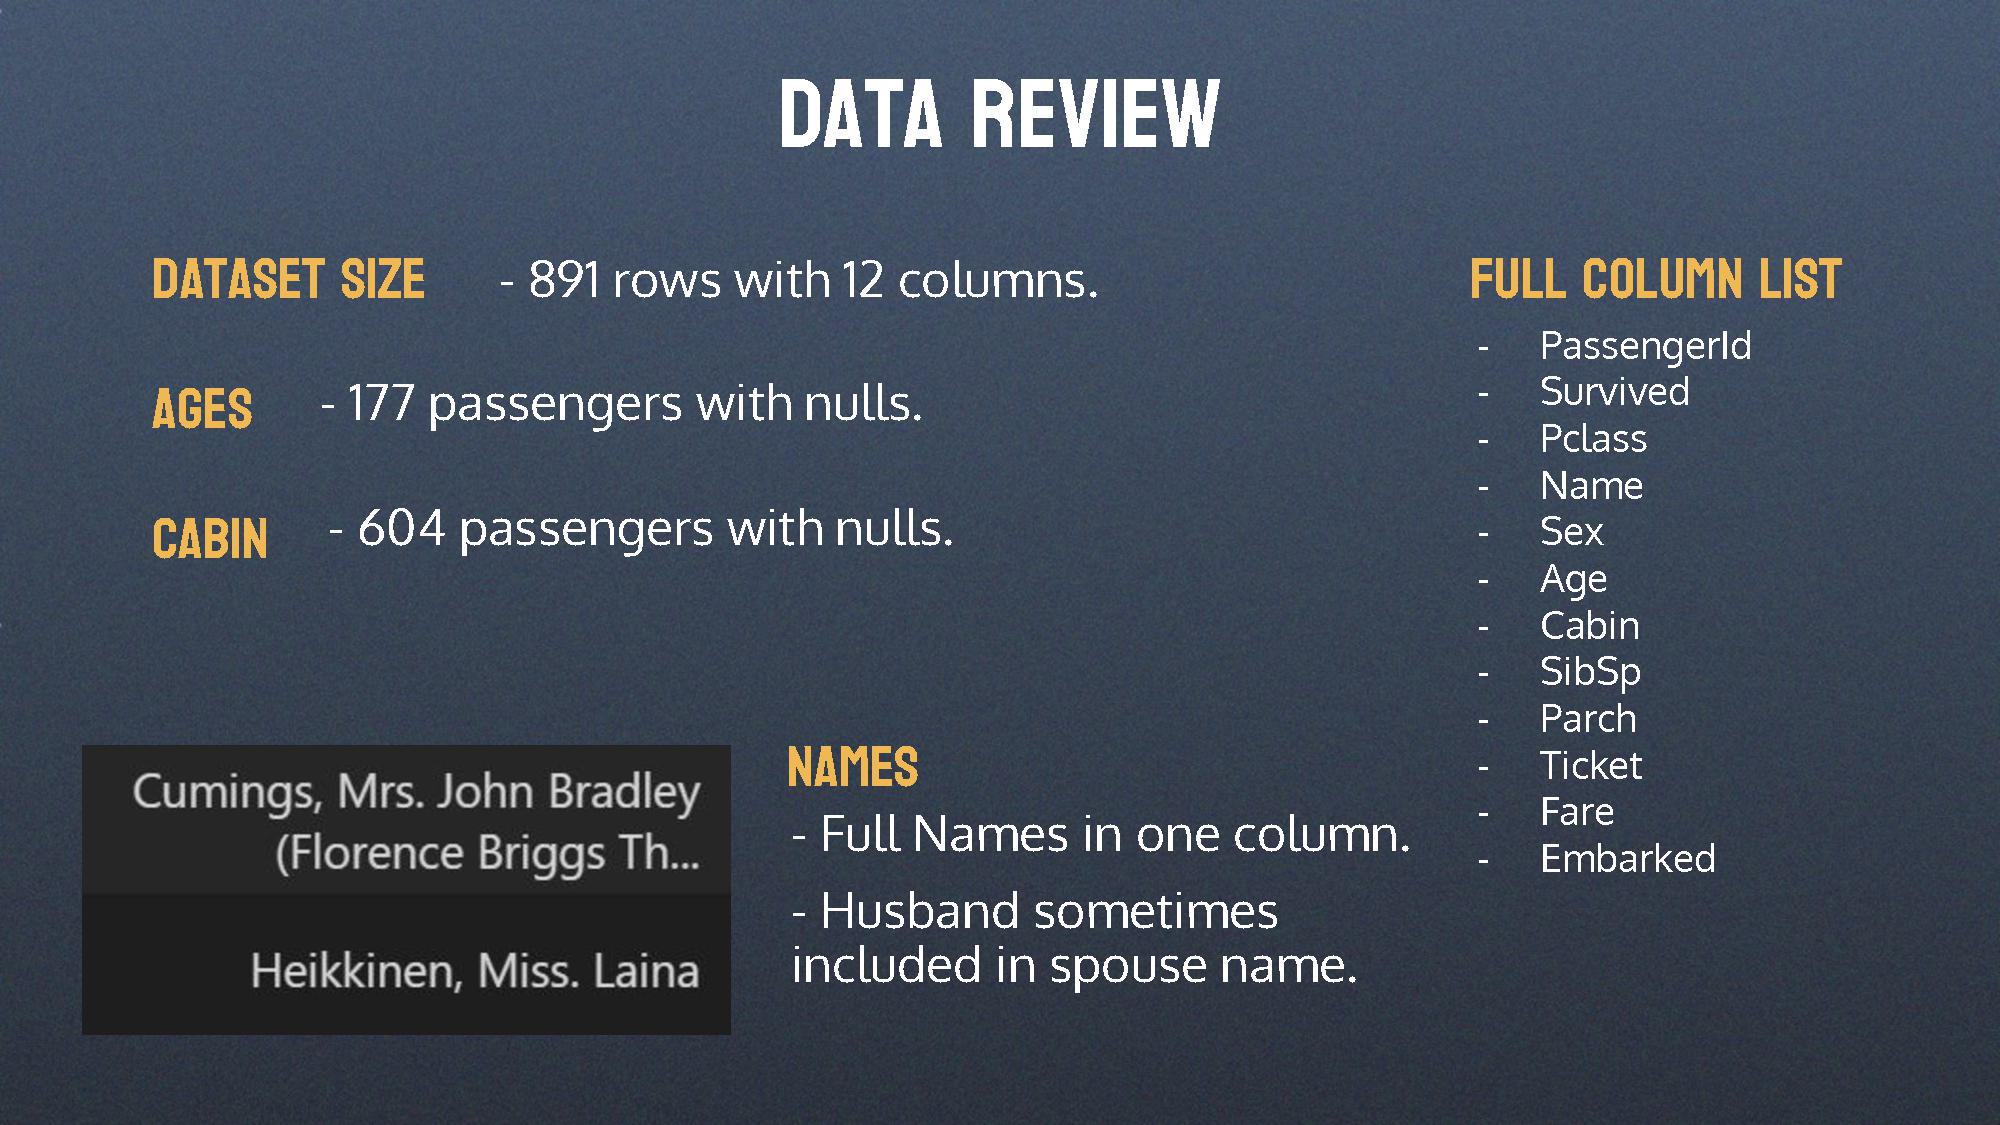 DATA REVIEW
DATASET SIZE - 891 rows with 12 columns.
AGES - 177 passengers with nulls.
CABIN - 604 passengers with nulls.
Cumings, Mrs. John Bradley
(Florence Briggs Th...
Heikkinen, Miss. Laina
NAMES
- Full Names in one column.
- Husband sometimes
included in spouse name.
FULL COLUMN LIST
- PassengerId
- Survived
- Pclass
- Name
- Sex
- Age
- Cabin
- SibSp
- Parch
- Ticket
- Fare
- Embarked